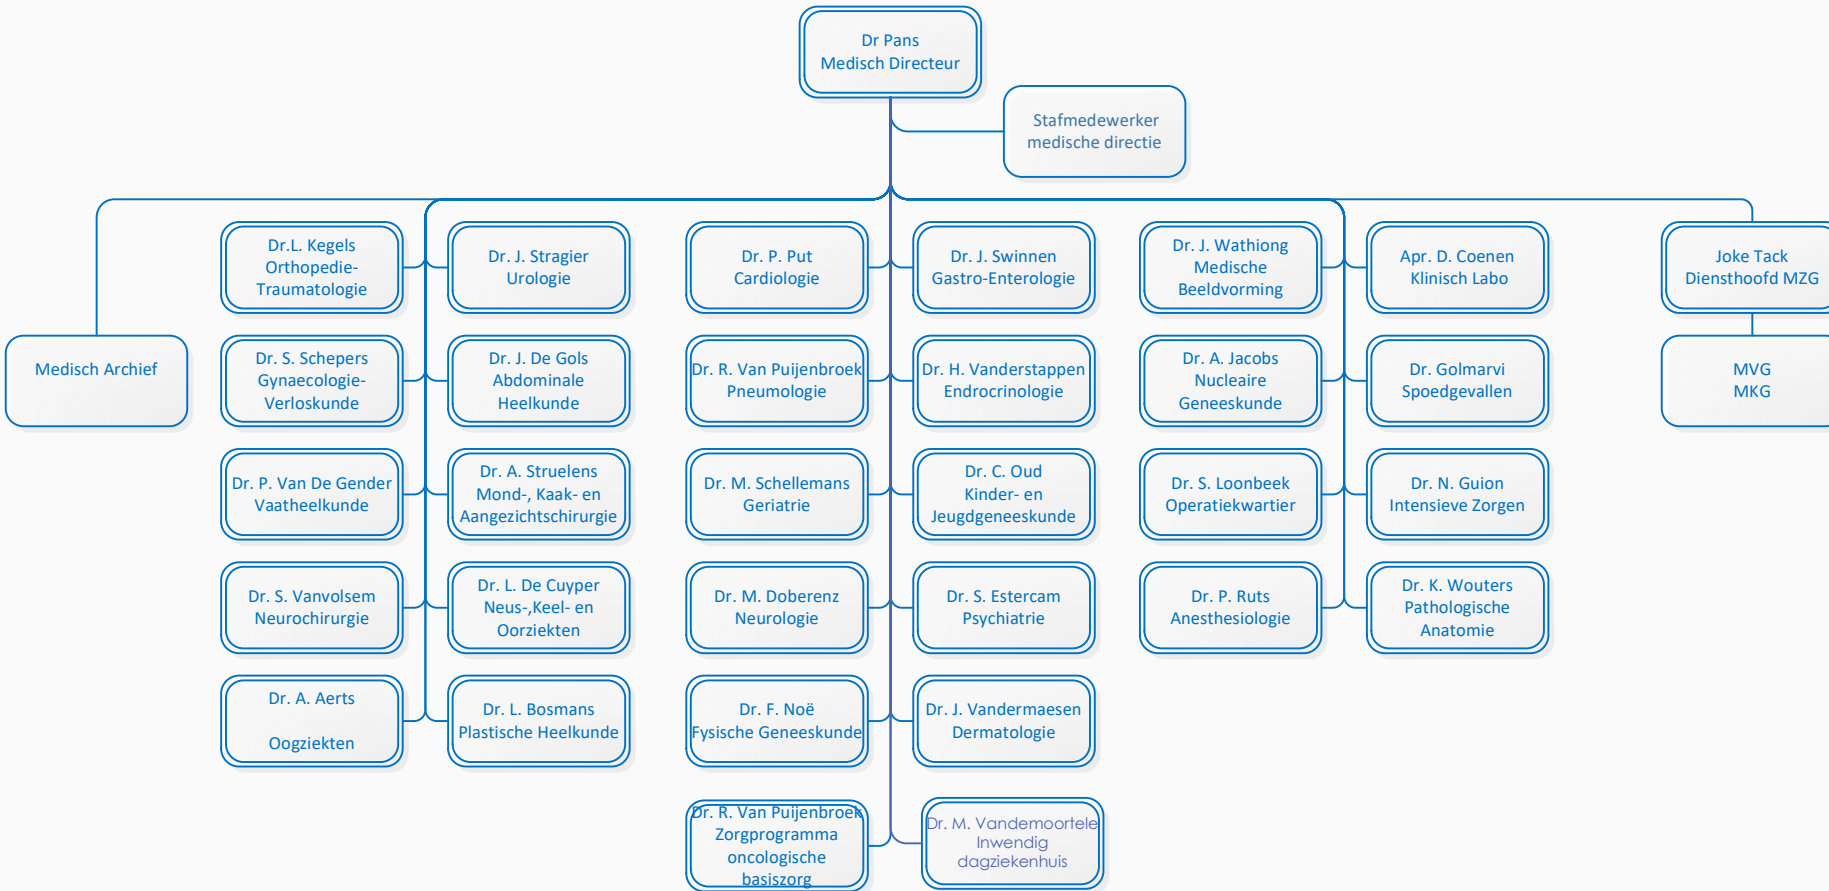 Dr Pans
Medisch Directeur
Stafmedewerker
medische directie
Medisch Archief
Dr.L. Kegels
Orthopedie-
Traumatologie
Dr. J. Stragier
Urologie
Dr. P. Put
Cardiologie
Dr. J. Swinnen
Gastro-Enterologie
Dr. J. Wathiong
Medische
Beeldvorming
Apr. D. Coenen
Klinisch Labo
Joke Tack
Diensthoofd MZG
Dr. S. Schepers
Gynaecologie-
Verloskunde
Dr. J. De Gols
Abdominale
Heelkunde
Dr. R. Van Puijenbroek
Pneumologie
Dr. H. Vanderstappen
Endrocrinologie
Dr. A. Jacobs
Nucleaire
Geneeskunde
Dr. Golmarvi
Spoedgevallen
MVG
MKG
Dr. P. Van De Gender
Vaatheelkunde
Dr. A. Struelens
Mond-, Kaak- en
Aangezichtschirurgie
Dr. M. Schellemans
Geriatrie
Dr. C. Oud
Kinder- en
Jeugdgeneeskunde
Dr. S. Loonbeek
Operatiekwartier
Dr. N. Guion
Intensieve Zorgen
Dr. S. Vanvolsem
Neurochirurgie
Dr. L. De Cuyper
Neus-,Keel- en
Oorziekten
Dr. M. Doberenz
Neurologie
Dr. S. Estercam
Psychiatrie
Dr. P. Ruts
Anesthesiologie
Dr. K. Wouters
Pathologische
Anatomie
Dr. A. Aerts
Oogziekten
Dr. L. Bosmans
Plastische Heelkunde
Dr. F. Noë
Fysische Geneeskunde
Dr. J. Vandermaesen
Dermatologie
Dr. R. Van Puijenbroek
Zorgprogramma
oncologische
basiszorg
Dr. M. Vandemoortele
Inwendig
dagziekenhuis